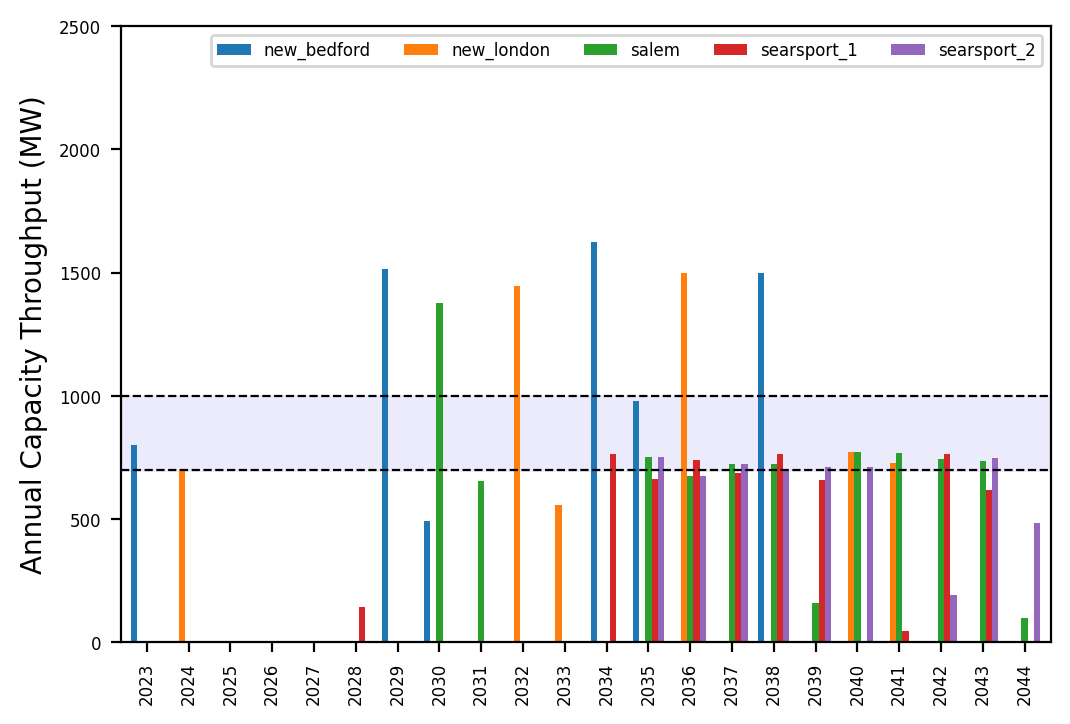 Annual Capacity Throughput (MW)
2500
2000
1500
1000
500
0
new_bedford new_london salem searsport_1 searsport_2
2023 2024 2025 2026 2027 2028 2029 2030 2031 2032 2033 2034 2035 2036 2037 2038 2039 2040 2041 2042 2043 2044